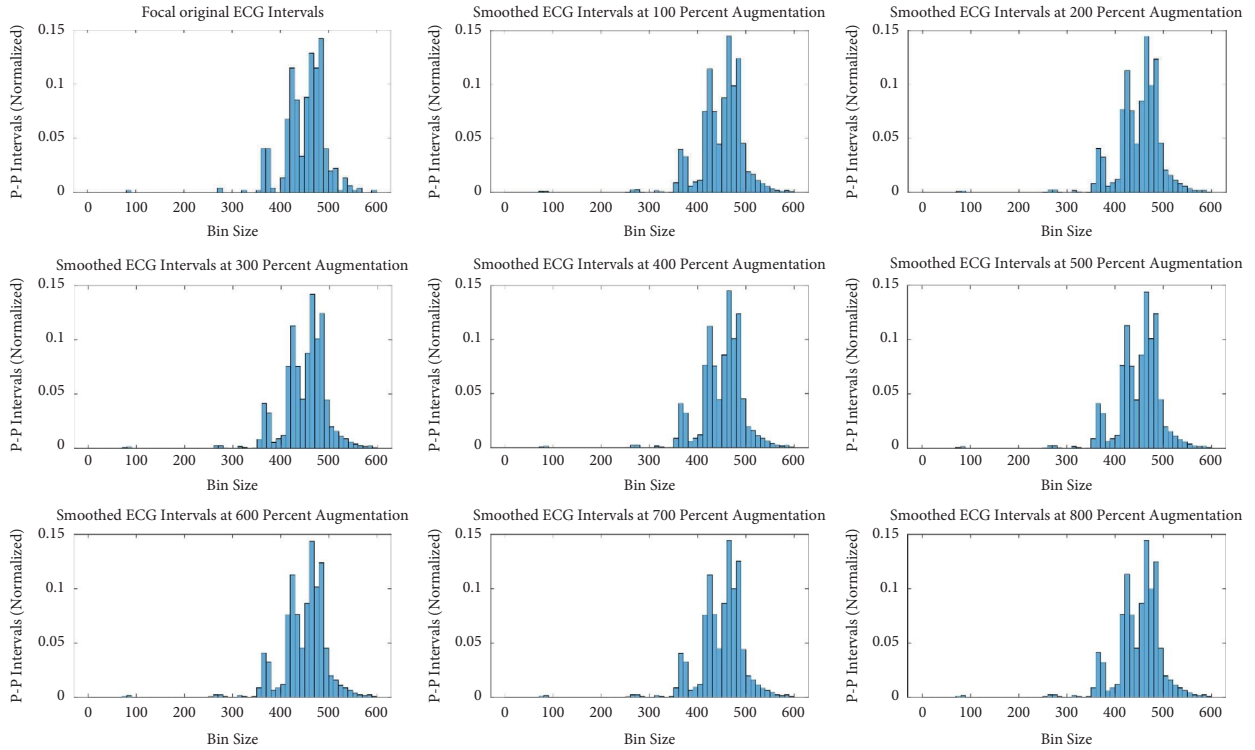 Focal original ECG Intervals
P-P Intervals (Normalized)
0.15
0.1
0.05
0
0 100 200 300 400 500 600
Bin Size
Smoothed ECG Intervals at 100 Percent Augmentation
P-P Intervals (Normalized)
0.15
0.1
0.05
0
0 100 200 300 400 500 600
Bin Size
Smoothed ECG Intervals at 200 Percent Augmentation
P-P Intervals (Normalized)
0.15
0.1
0.05
0
0 100 200 300 400 500 600
Bin Size
Smoothed ECG Intervals at 300 Percent Augmentation
P-P Intervals (Normalized)
0.15
0.1
0.05
0
0 100 200 300 400 500 600
Bin Size
Smoothed ECG Intervals at 400 Percent Augmentation
P-P Intervals (Normalized)
0.15
0.1
0.05
0
0 100 200 300 400 500 600
Bin Size
Smoothed ECG Intervals at 500 Percent Augmentation
P-P Intervals (Normalized)
0.15
0.1
0.05
0
0 100 200 300 400 500 600
Bin Size
Smoothed ECG Intervals at 600 Percent Augmentation
P-P Intervals (Normalized)
0.15
0.1
0.05
0
0 100 200 300 400 500 600
Bin Size
Smoothed ECG Intervals at 700 Percent Augmentation
P-P Intervals (Normalized)
0.15
0.1
0.05
0
0 100 200 300 400 500 600
Bin Size
Smoothed ECG Intervals at 800 Percent Augmentation
P-P Intervals (Normalized)
0.15
0.1
0.05
0
0 100 200 300 400 500 600
Bin Size